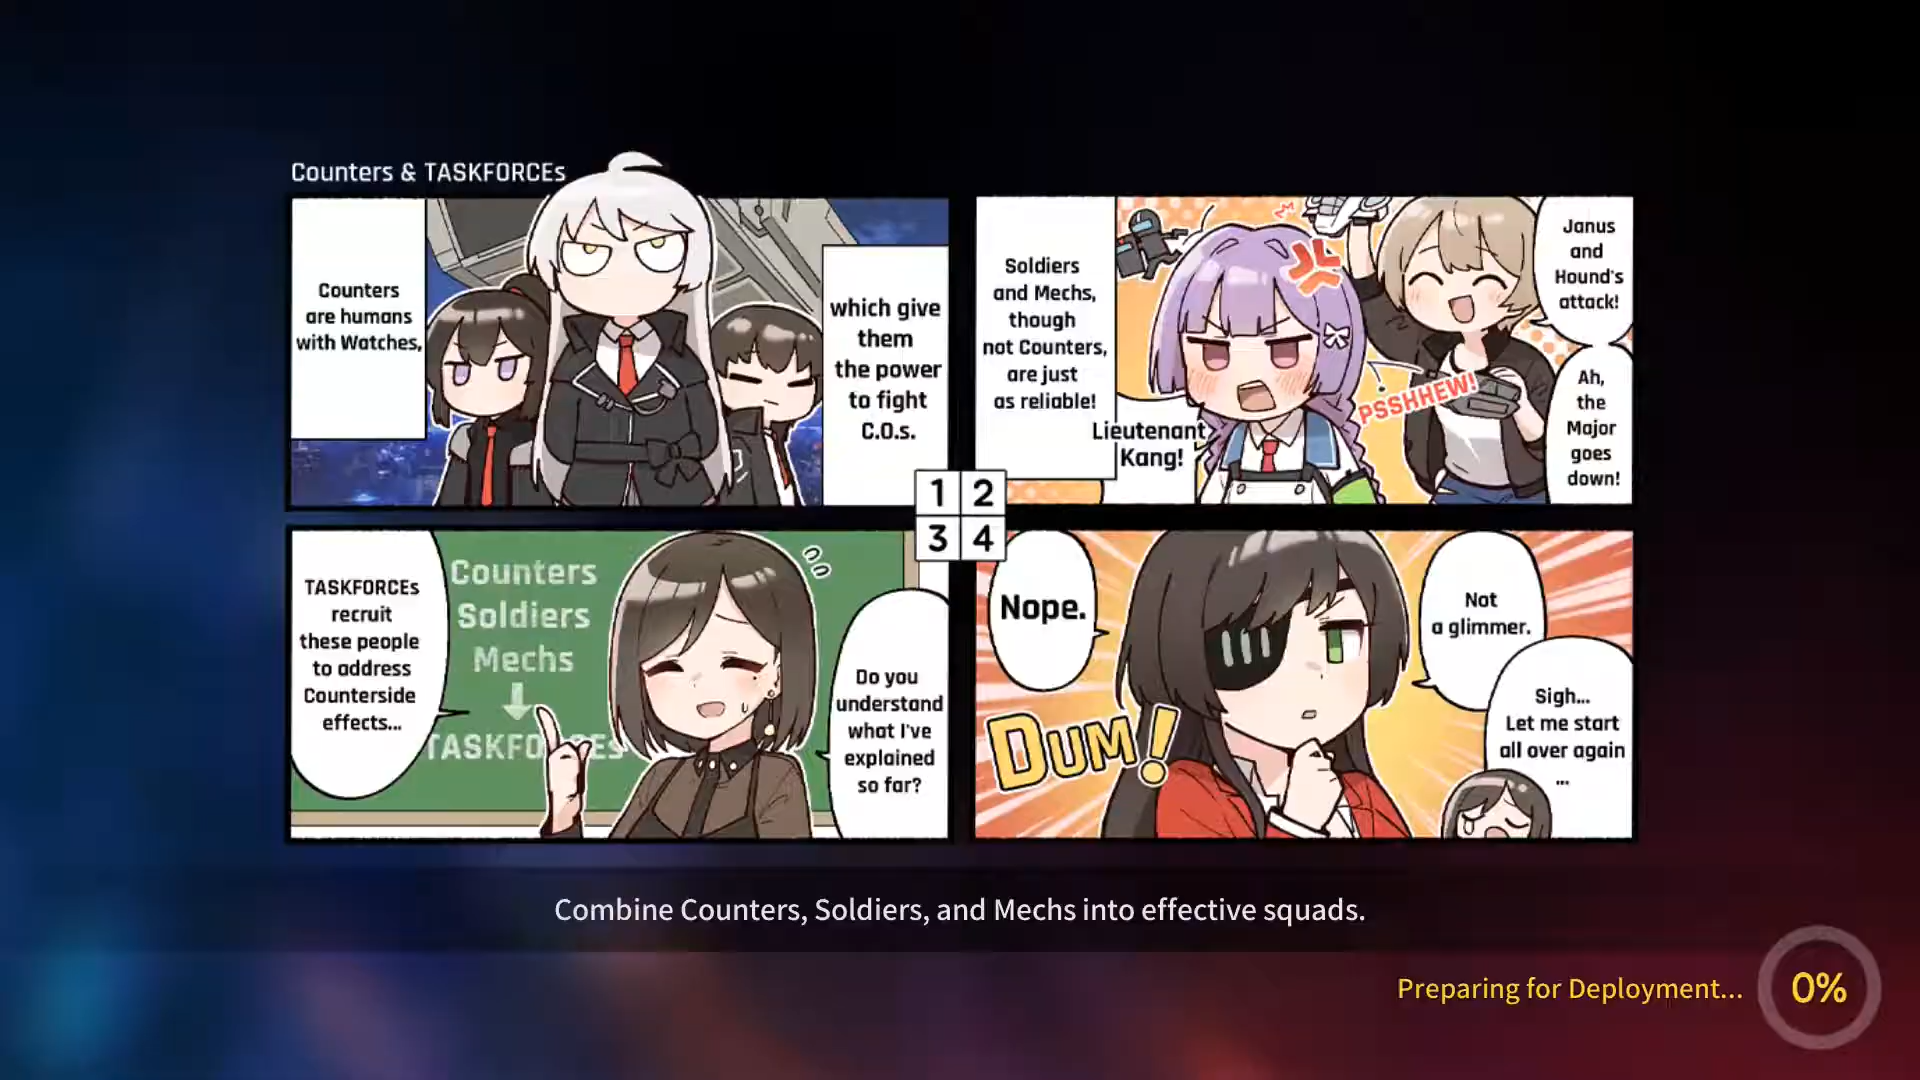 Counters & TASKFORCEs
Counters
are humans
with Watches,
which give
them
the power
to fight
C.O.s.
Soldiers
and Mechs,
though
not Counters,
are just
as reliable!
Lieutenant
Kang!
PSSHHEW!
Janus
and
Hound's
attack!
Ah,
the
Major
goes
down!
1 2
3 4
TASKFORCEs
recruit
these people
to address
Counterside
effects...
Counters
Soldiers
Mechs
TASKFORCEs
Do you
understand
what I've
explained
so far?
Nope.
DUM!
Not
a glimmer.
Sigh...
Let me start
all over again
...
Combine Counters, Soldiers, and Mechs into effective squads.
Preparing for Deployment...
0%